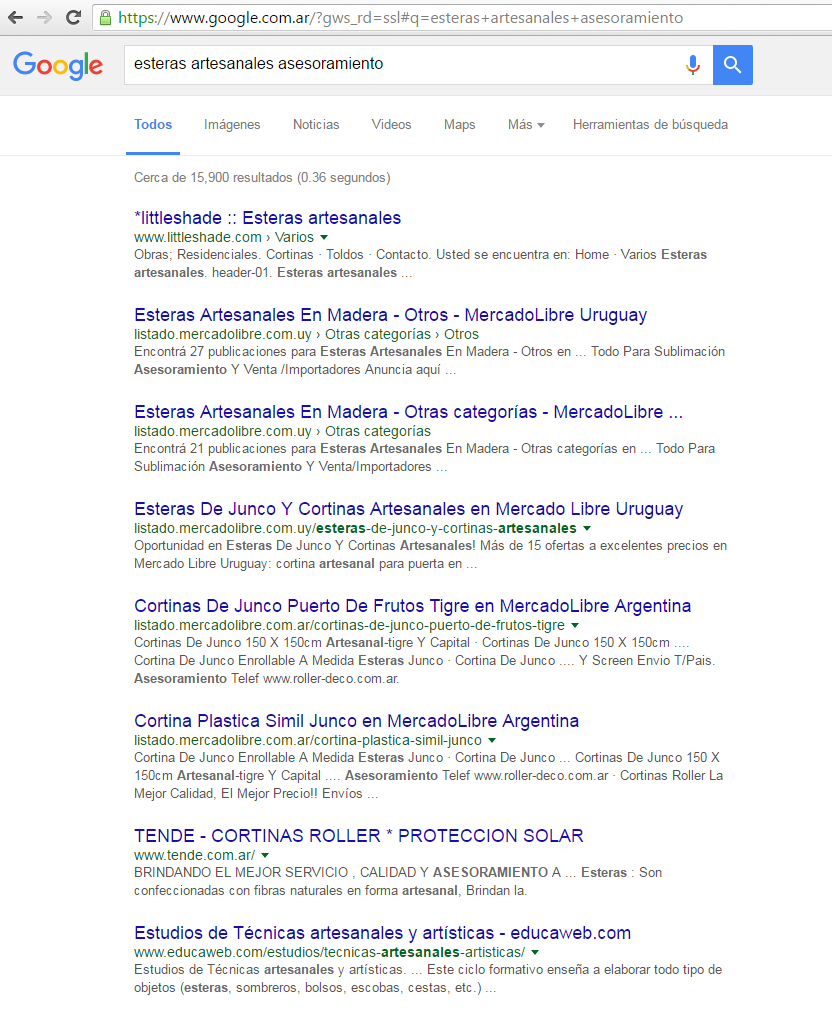 https://www.google.com.ar/?gws_rd=ssl#q=esteras+artesanales+asesoramiento
Google
esteras artesanales asesoramiento
Todos Imágenes Noticias Videos Maps Más Herramientas de búsqueda
Cerca de 15,900 resultados (0.36 segundos)
*littleshade :: Esteras artesanales
www.littleshade.com › Varios
Obras; Residenciales. Cortinas · Toldos · Contacto. Usted se encuentra en: Home · Varios Esteras
artesanales. header-01. Esteras artesanales ...
Esteras Artesanales En Madera - Otros - MercadoLibre Uruguay
listado.mercadolibre.com.uy › Otras categorías › Otros
Encontrá 27 publicaciones para Esteras Artesanales En Madera - Otros en ... Todo Para Sublimación
Asesoramiento Y Venta /Importadores Anuncia aquí ...
Esteras Artesanales En Madera - Otras categorías - MercadoLibre ...
listado.mercadolibre.com.uy › Otras categorías
Encontrá 21 publicaciones para Esteras Artesanales En Madera - Otras categorías en ... Todo Para
Sublimación Asesoramiento Y Venta/Importadores ...
Esteras De Junco Y Cortinas Artesanales en Mercado Libre Uruguay
listado.mercadolibre.com.uy/esteras-de-junco-y-cortinas-artesanales
Oportunidad en Esteras De Junco Y Cortinas Artesanales! Más de 15 ofertas a excelentes precios en
Mercado Libre Uruguay: cortina artesanal para puerta en ...
Cortinas De Junco Puerto De Frutos Tigre en MercadoLibre Argentina
listado.mercadolibre.com.ar/cortinas-de-junco-puerto-de-frutos-tigre
Cortinas De Junco 150 X 150cm Artesanal-tigre Y Capital · Cortinas De Junco 150 X 150cm ....
Cortina De Junco Enrollable A Medida Esteras Junco · Cortina De Junco .... Y Screen Envio T/Pais.
Asesoramiento Telef www.roller-deco.com.ar.
Cortina Plastica Simil Junco en MercadoLibre Argentina
listado.mercadolibre.com.ar/cortina-plastica-simil-junco
Cortina De Junco Enrollable A Medida Esteras Junco · Cortina De Junco ... Cortinas De Junco 150 X
150cm Artesanal-tigre Y Capital .... Asesoramiento Telef www.roller-deco.com.ar · Cortinas Roller La
Mejor Calidad, El Mejor Precio!! Envíos ...
TENDE - CORTINAS ROLLER * PROTECCION SOLAR
www.tende.com.ar/
BRINDANDO EL MEJOR SERVICIO , CALIDAD Y ASESORAMIENTO A ... Esteras : Son
confeccionadas con fibras naturales en forma artesanal, Brindan la.
Estudios de Técnicas artesanales y artísticas - educaweb.com
www.educaweb.com/estudios/tecnicas-artesanales-artisticas/
Estudios de Técnicas artesanales y artísticas. ... Este ciclo formativo enseña a elaborar todo tipo de
objetos (esteras, sombreros, bolsos, escobas, cestas, etc.) ...